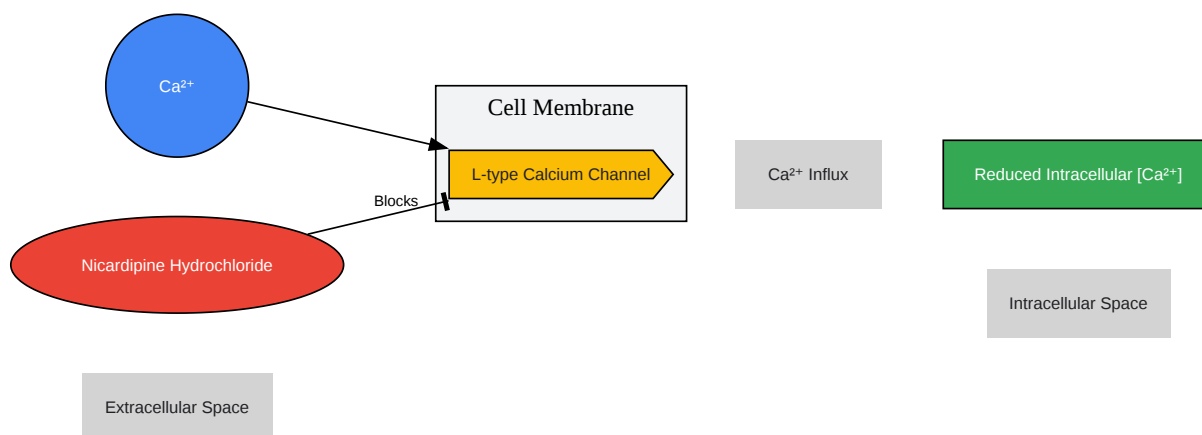 Ca²⁺
Cell Membrane
L-type Calcium Channel
Ca²⁺ Influx
Reduced Intracellular [Ca²⁺]
Blocks
Nicardipine Hydrochloride
Intracellular Space
Extracellular Space